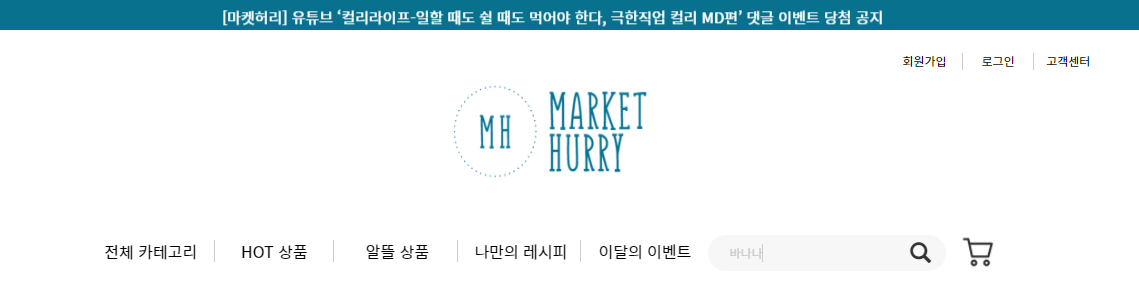 [마켓허리] 유튜브 ‘컬리라이프-일할 때도 쉴 때도 먹어야 한다, 극한직업 컬리 MD편’ 댓글 이벤트 당첨 공지
회원가입 로그인 고객센터
MH
MARKET
HURRY
전체 카테고리 HOT 상품 알뜰 상품 나만의 레시피 이달의 이벤트 바나나